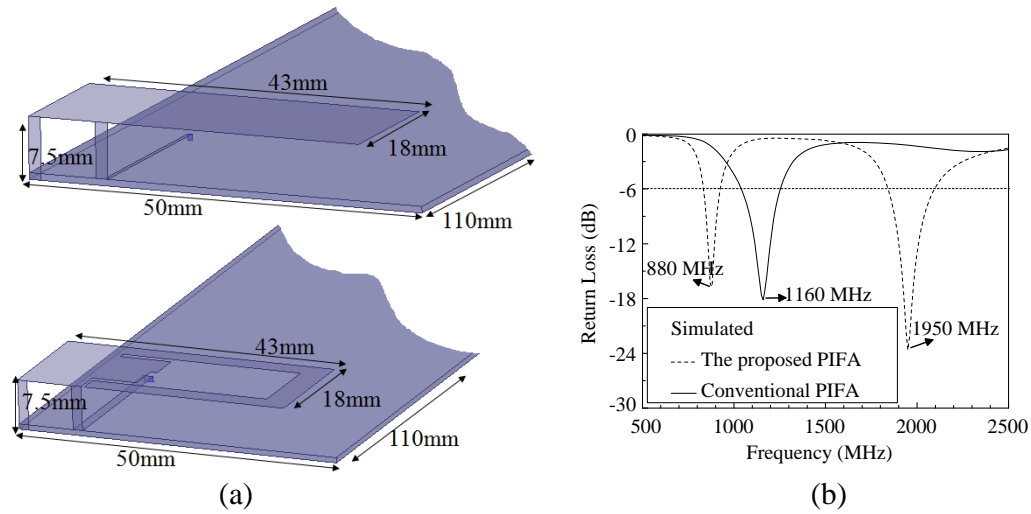 43mm
7.5mm
18mm
50mm
110mm
43mm
7.5mm
18mm
110mm
50mm
(a)
Return Loss (dB)
0
-6
-12
-18
-24
-30
880 MHz
1160 MHz
1950 MHz
Simulated
The proposed PIFA
Conventional PIFA
500 1000 1500 2000 2500
Frequency (MHz)
(b)